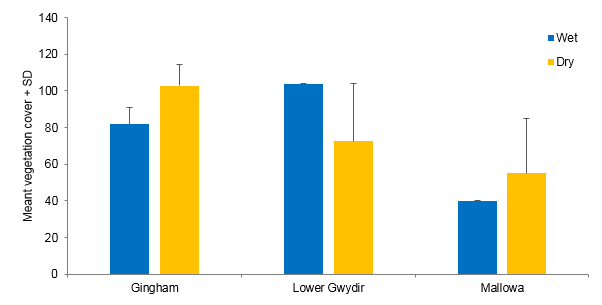 140
120
100
80
60
40
20
0
Meant vegetation cover + SD
Wet
Dry
Gingham
Lower Gwydir
Mallowa